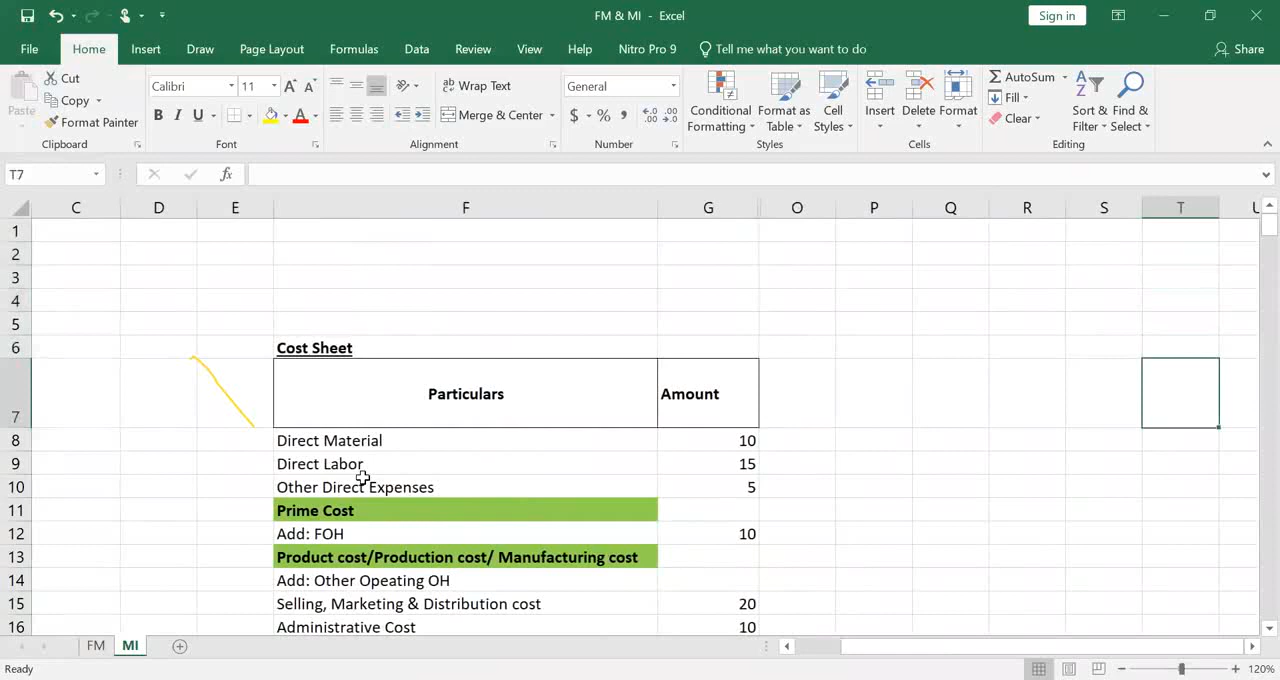 FM & MI - Excel
Sign in
File Home Insert Draw Page Layout Formulas Data Review View Help Nitro Pro 9 Tell me what you want to do Share
Paste
Cut
Copy
Format Painter
Clipboard
Calibri 11
B I U
Font
Wrap Text
Merge & Center
Alignment
General
$ % ,
Number
Conditional Formatting
Format as Table
Cell Styles
Styles
Insert
Delete
Format
Cells
AutoSum
Fill
Clear
Sort & Filter
Find & Select
Editing
T7 fx
C D E F G O P Q R S T U
1
2
3
4
5
6 Cost Sheet
7 Particulars Amount
8 Direct Material 10
9 Direct Labor 15
10 Other Direct Expenses 5
11 Prime Cost
12 Add: FOH 10
13 Product cost/Production cost/ Manufacturing cost
14 Add: Other Opeating OH
15 Selling, Marketing & Distribution cost 20
16 Administrative Cost 10
FM MI
Ready 120%